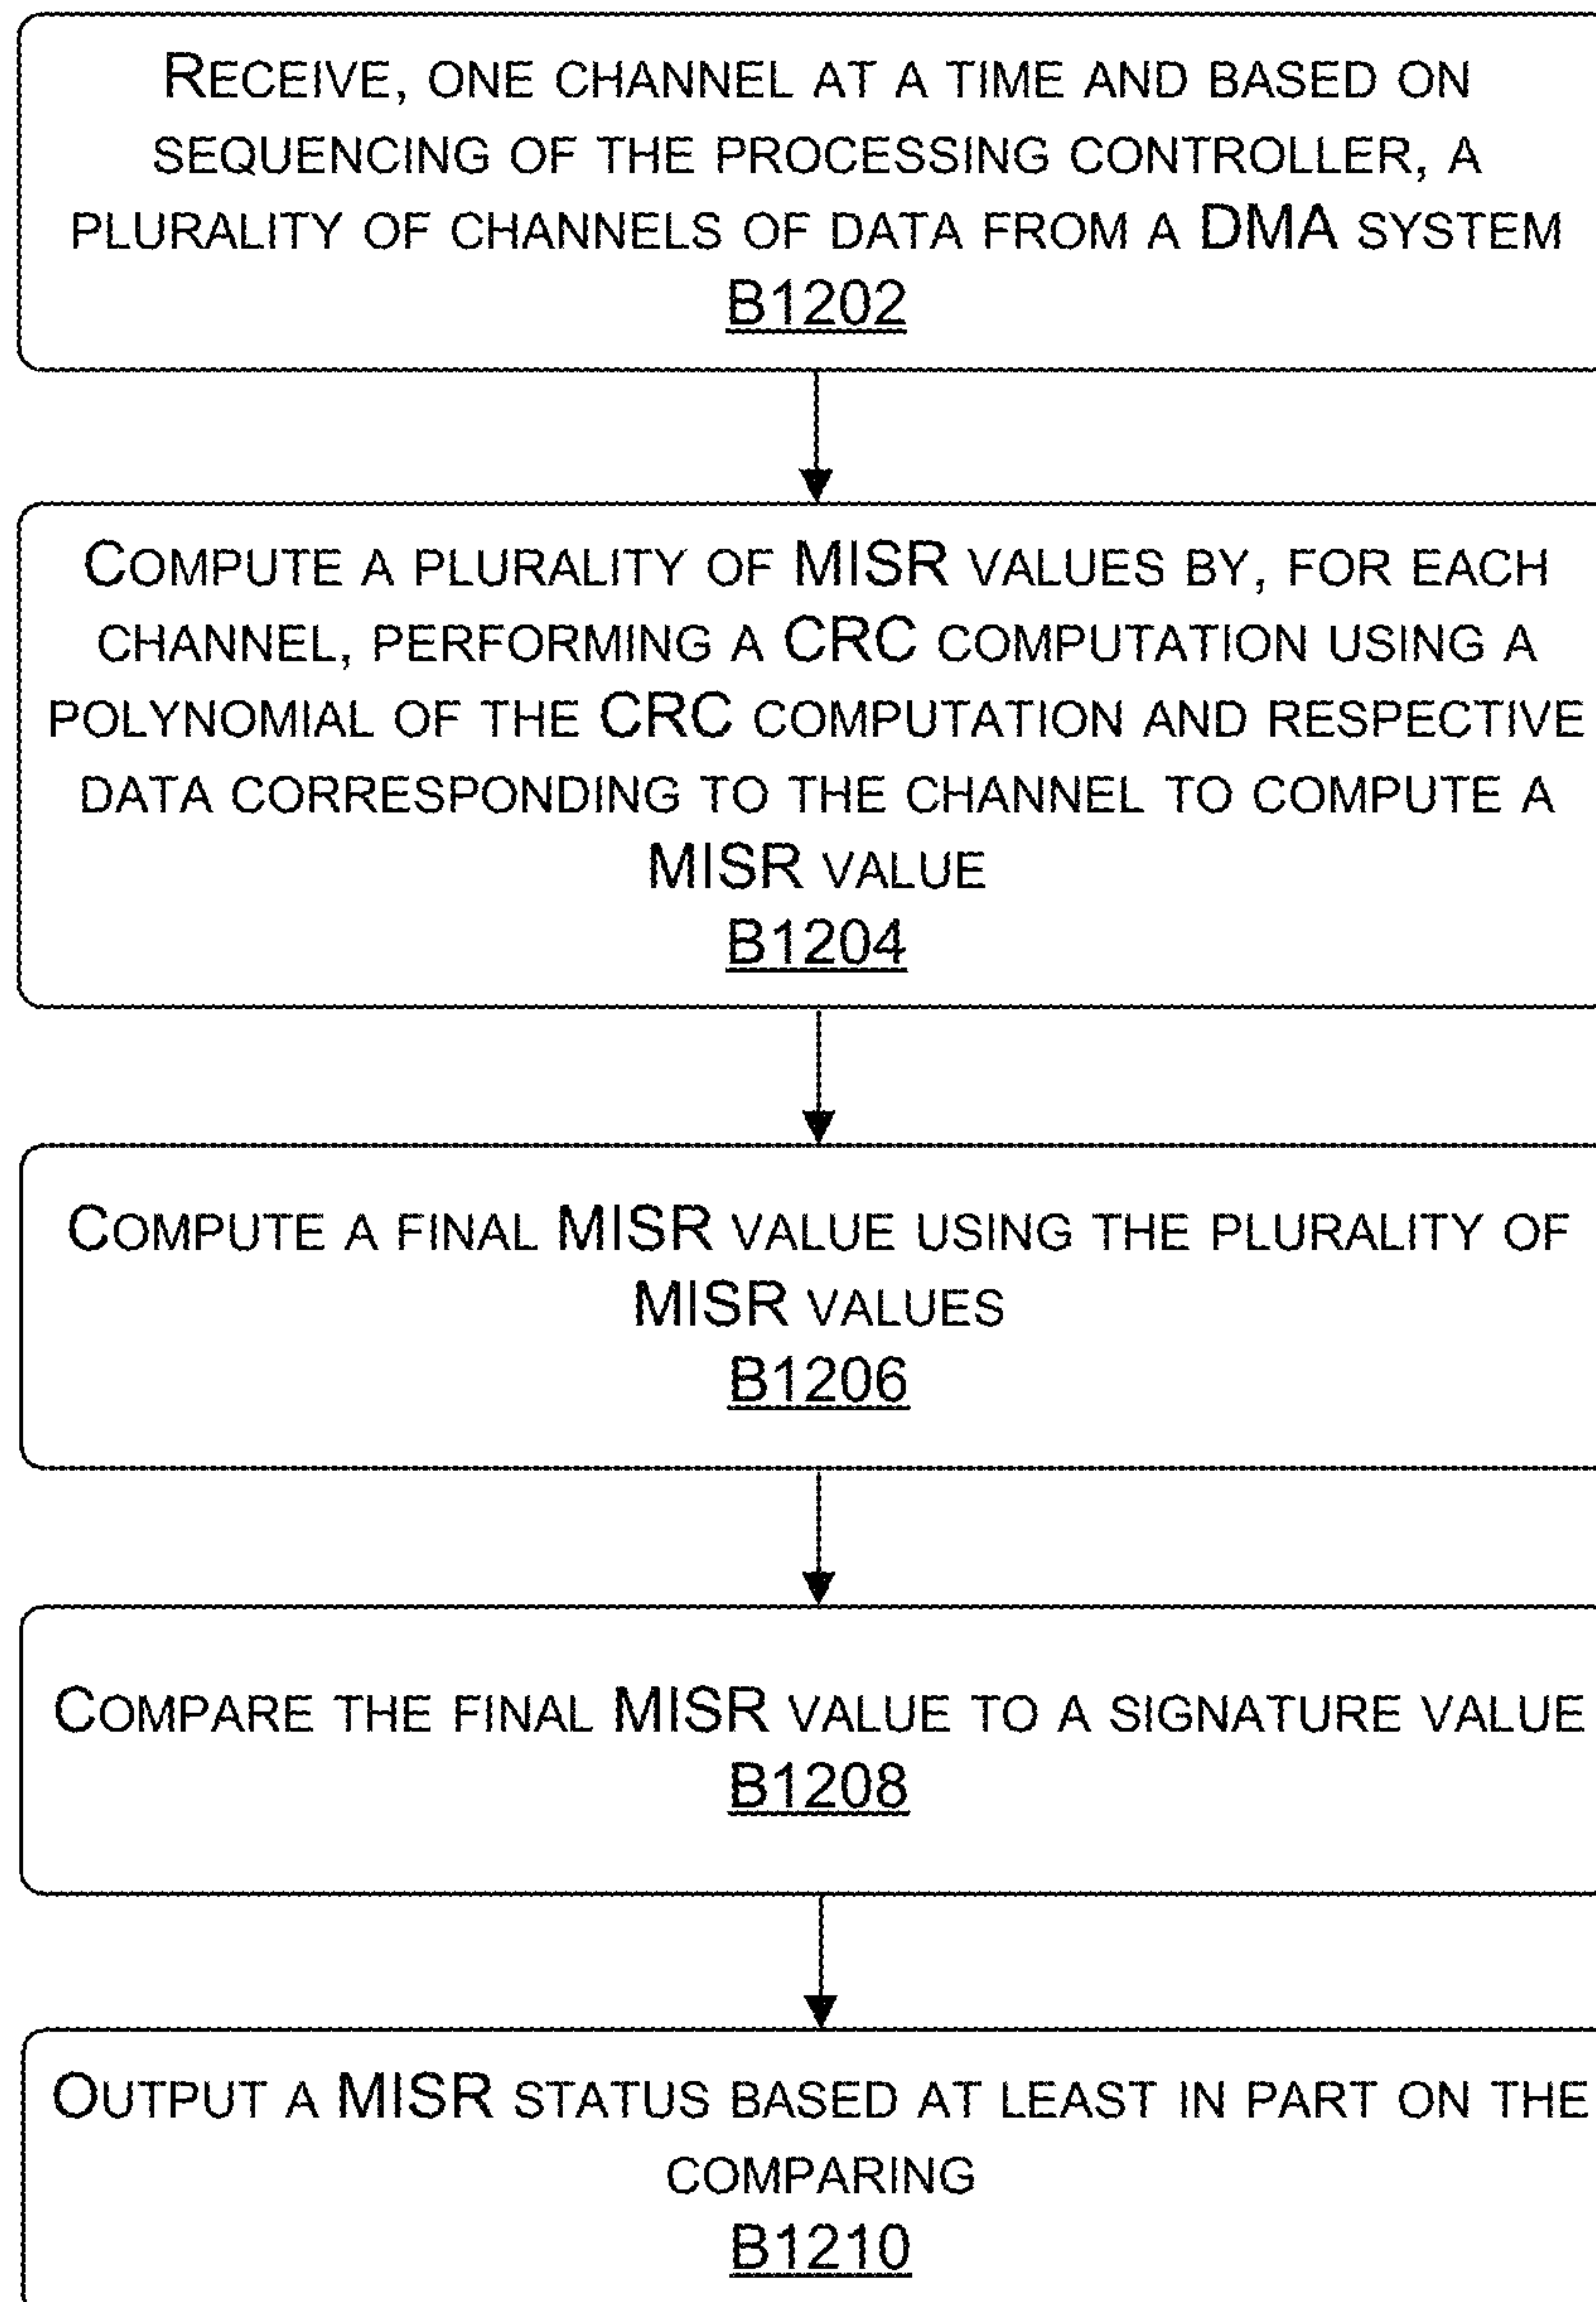 RECEIVE, ONE CHANNEL AT A TIME AND BASED ON
SEQUENCING OF THE PROCESSING CONTROLLER, A
PLURALITY OF CHANNELS OF DATA FROM A DMA SYSTEM
B1202
COMPUTE A PLURALITY OF MISR VALUES BY, FOR EACH
CHANNEL, PERFORMING A CRC COMPUTATION USING A
POLYNOMIAL OF THE CRC COMPUTATION AND RESPECTIVE
DATA CORRESPONDING TO THE CHANNEL TO COMPUTE A
MISR VALUE
B1204
COMPUTE A FINAL MISR VALUE USING THE PLURALITY OF
MISR VALUES
B1206
COMPARE THE FINAL MISR VALUE TO A SIGNATURE VALUE
B1208
OUTPUT A MISR STATUS BASED AT LEAST IN PART ON THE
COMPARING
B1210